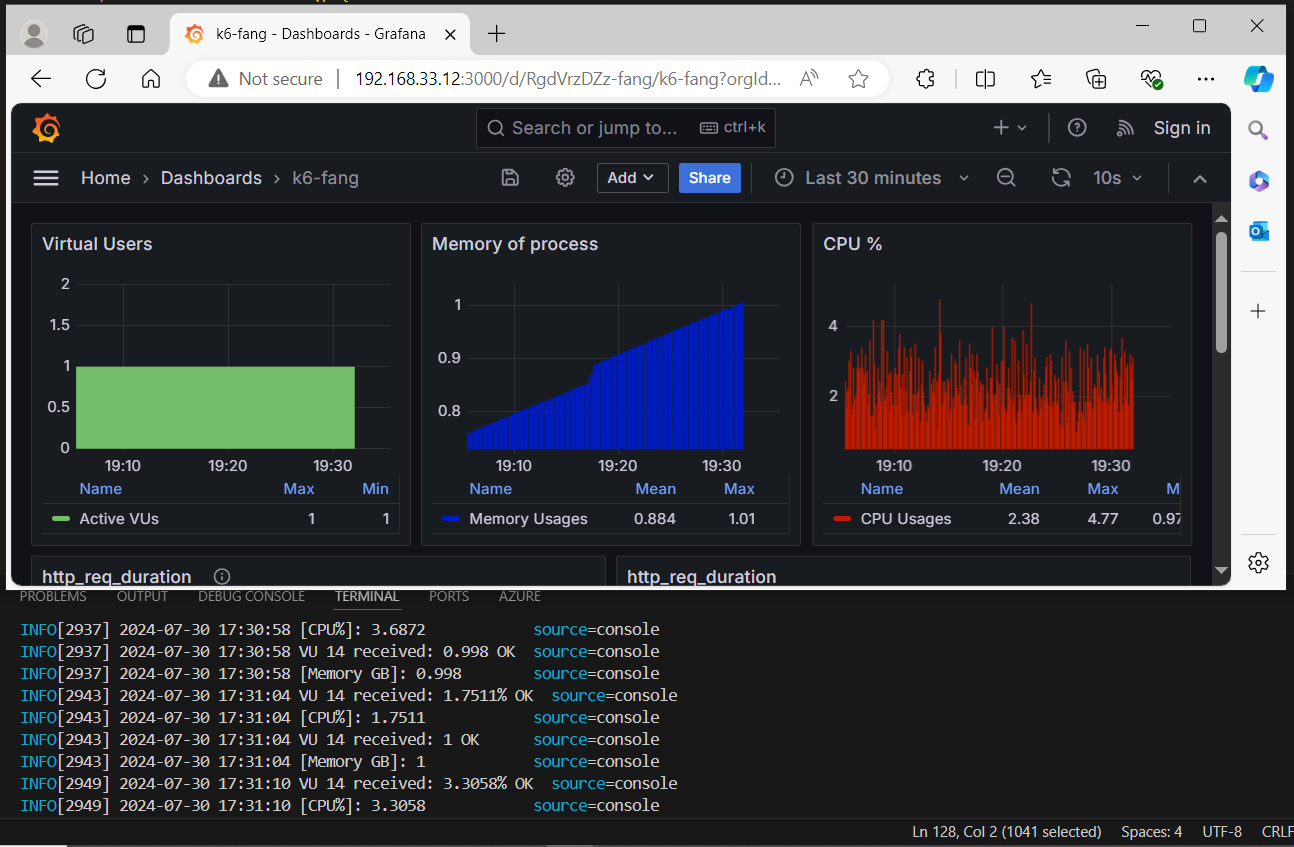 k6-fang - Dashboards - Grafana
Not secure 192.168.33.12:3000/d/RgdVrzDZz-fang/k6-fang?orgId...
Search or jump to... ctrl+k Sign in
Home › Dashboards › k6-fang Add Share Last 30 minutes 10s
Virtual Users
2
1.5
1
0.5
0
19:10 19:20 19:30
Name Max Min
Active VUs 1 1
Memory of process
1
0.9
0.8
19:10 19:20 19:30
Name Mean Max
Memory Usages 0.884 1.01
CPU %
4
2
19:10 19:20 19:30
Name Mean Max M
CPU Usages 2.38 4.77 0.97
http_req_duration
http_req_duration
PROBLEMS OUTPUT DEBUG CONSOLE TERMINAL PORTS AZURE
INFO[2937] 2024-07-30 17:30:58 [CPU%]: 3.6872 source=console
INFO[2937] 2024-07-30 17:30:58 VU 14 received: 0.998 OK source=console
INFO[2937] 2024-07-30 17:30:58 [Memory GB]: 0.998 source=console
INFO[2943] 2024-07-30 17:31:04 VU 14 received: 1.7511% OK source=console
INFO[2943] 2024-07-30 17:31:04 [CPU%]: 1.7511 source=console
INFO[2943] 2024-07-30 17:31:04 VU 14 received: 1 OK source=console
INFO[2943] 2024-07-30 17:31:04 [Memory GB]: 1 source=console
INFO[2949] 2024-07-30 17:31:10 VU 14 received: 3.3058% OK source=console
INFO[2949] 2024-07-30 17:31:10 [CPU%]: 3.3058 source=console
Ln 128, Col 2 (1041 selected) Spaces: 4 UTF-8 CRLF